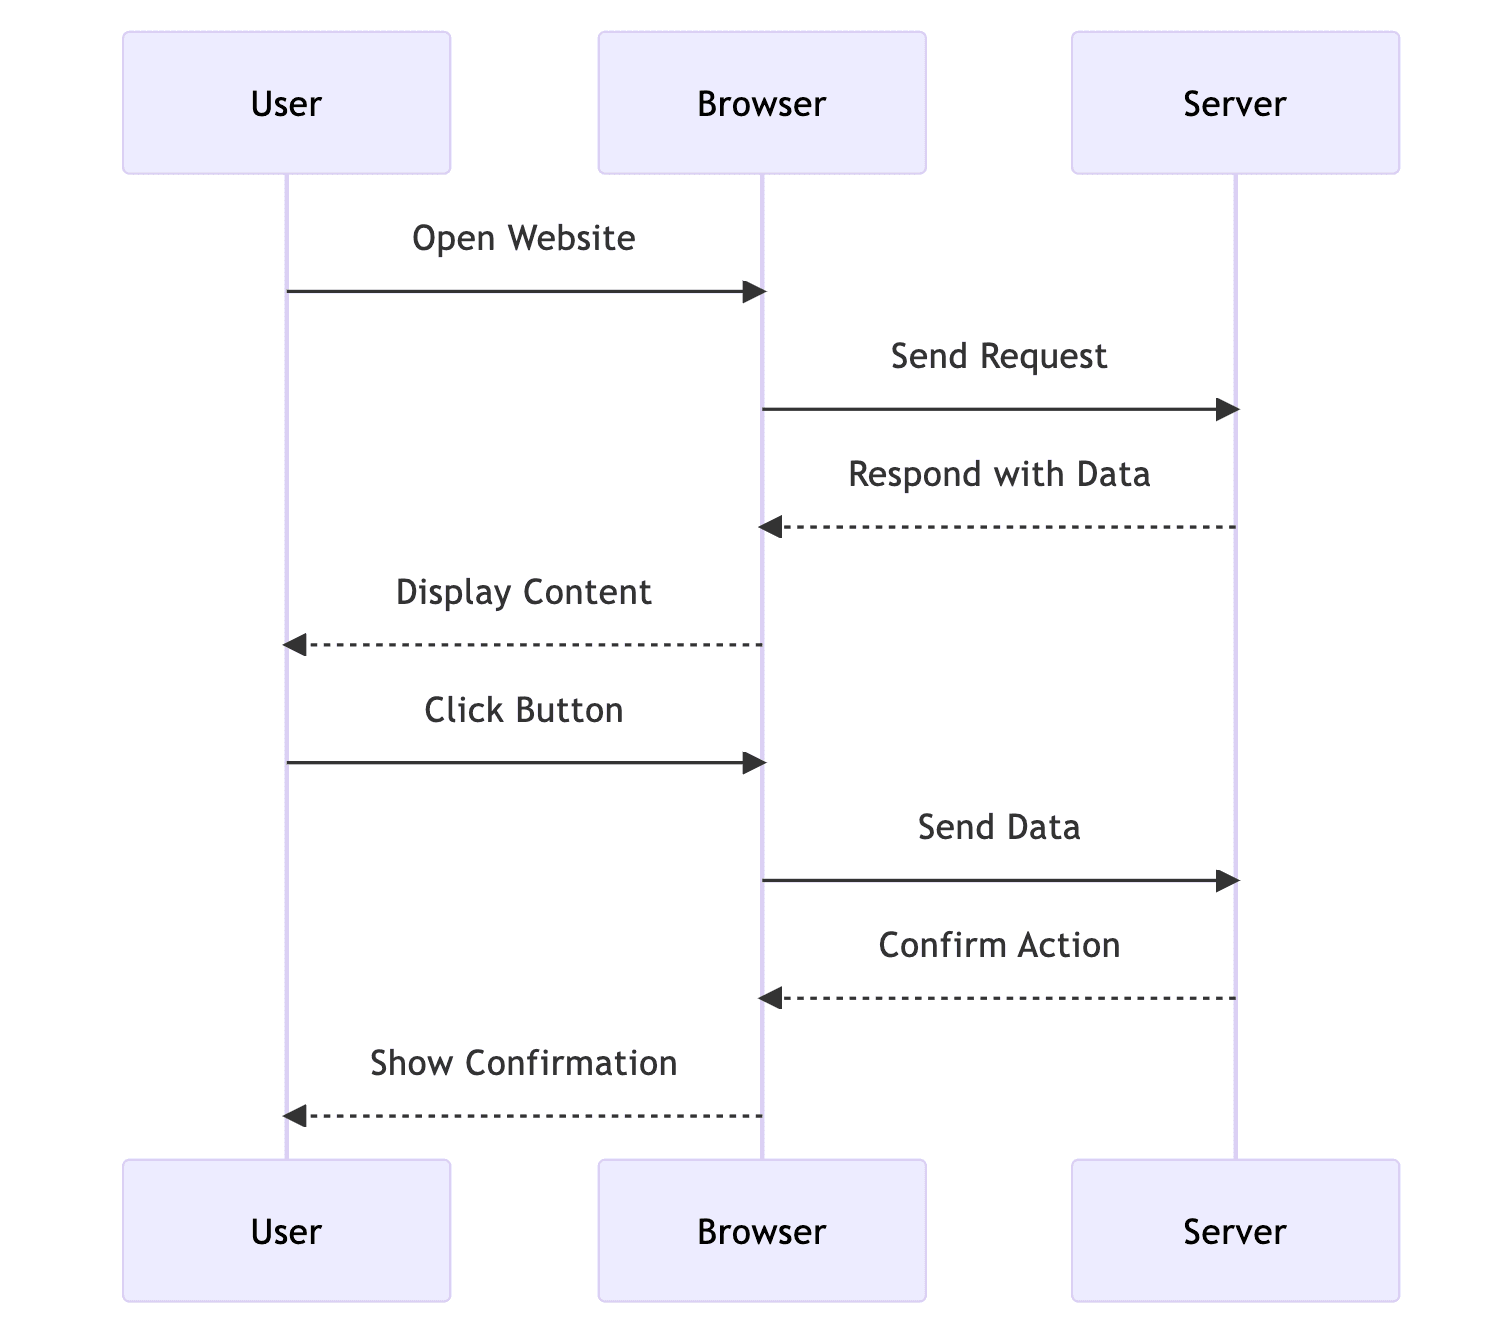 User
Browser
Server
Open Website
Send Request
Respond with Data
Display Content
Click Button
Send Data
Confirm Action
Show Confirmation
User
Browser
Server